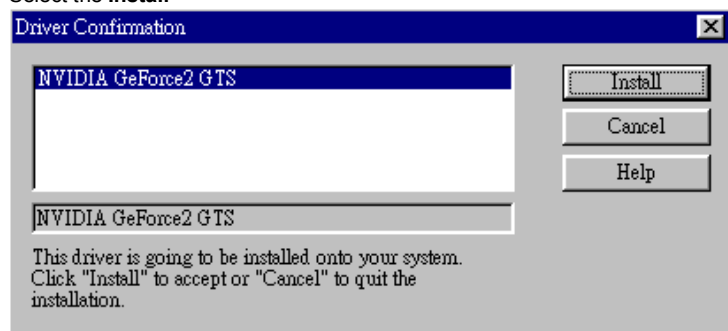 Select the Install
Driver Confirmation
NVIDIA GeForce2 GTS
Install
Cancel
Help
NVIDIA GeForce2 GTS
This driver is going to be installed onto your system.
Click "Install" to accept or "Cancel" to quit the
installation.